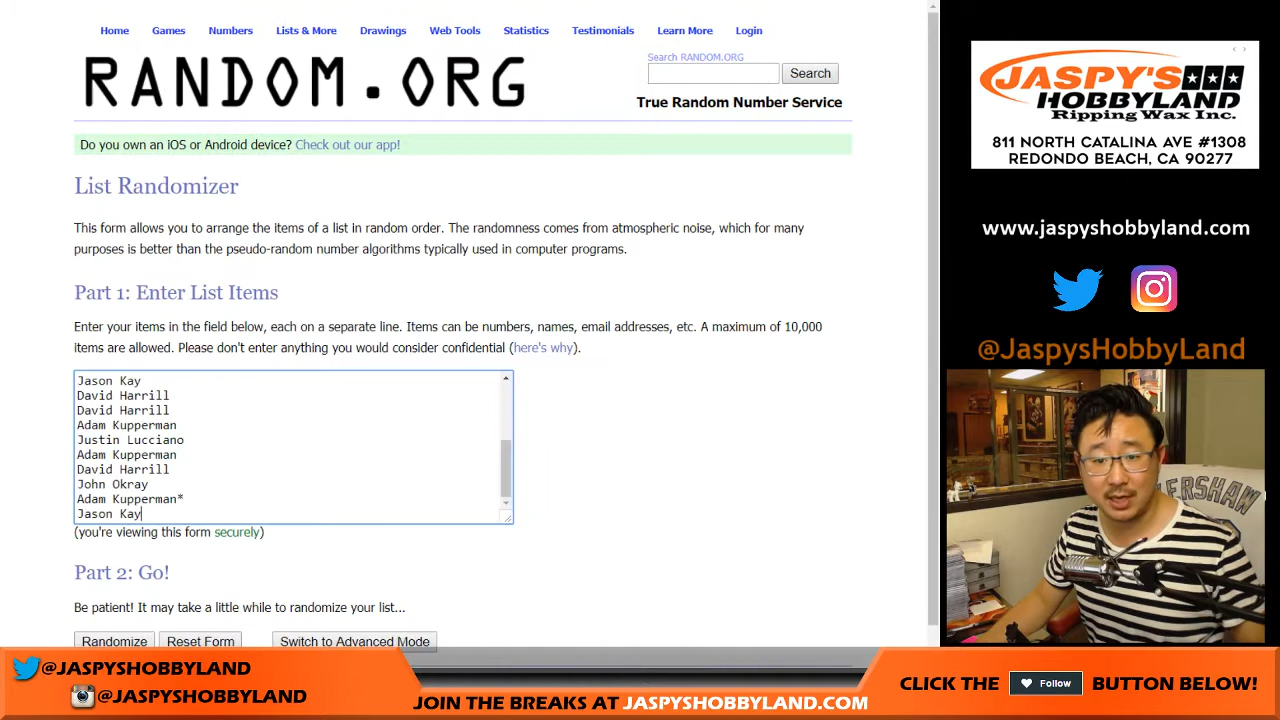 Home Games Numbers Lists & More Drawings Web Tools Statistics Testimonials Learn More Login
RANDOM.ORG
Search RANDOM.ORG
Search
True Random Number Service
Do you own an iOS or Android device? Check out our app!
List Randomizer
This form allows you to arrange the items of a list in random order. The randomness comes from atmospheric noise, which for many
purposes is better than the pseudo-random number algorithms typically used in computer programs.
Part 1: Enter List Items
Enter your items in the field below, each on a separate line. Items can be numbers, names, email addresses, etc. A maximum of 10,000
items are allowed. Please don't enter anything you would consider confidential (here's why).
Jason Kay
David Harrill
David Harrill
Adam Kupperman
Justin Lucciano
Adam Kupperman
David Harrill
John Okray
Adam Kupperman*
Jason Kay
(you're viewing this form securely)
Part 2: Go!
Be patient! It may take a little while to randomize your list...
Randomize Reset Form Switch to Advanced Mode
JASPY'S
HOBBYLAND
Ripping Wax Inc.
811 NORTH CATALINA AVE #1308
REDONDO BEACH, CA 90277
www.jaspyshobbyland.com
@JaspysHobbyLand
ERSHAW
@JASPYSHOBBYLAND
@JASPYSHOBBYLAND
JOIN THE BREAKS AT JASPYSHOBBYLAND.COM
CLICK THE Follow BUTTON BELOW!